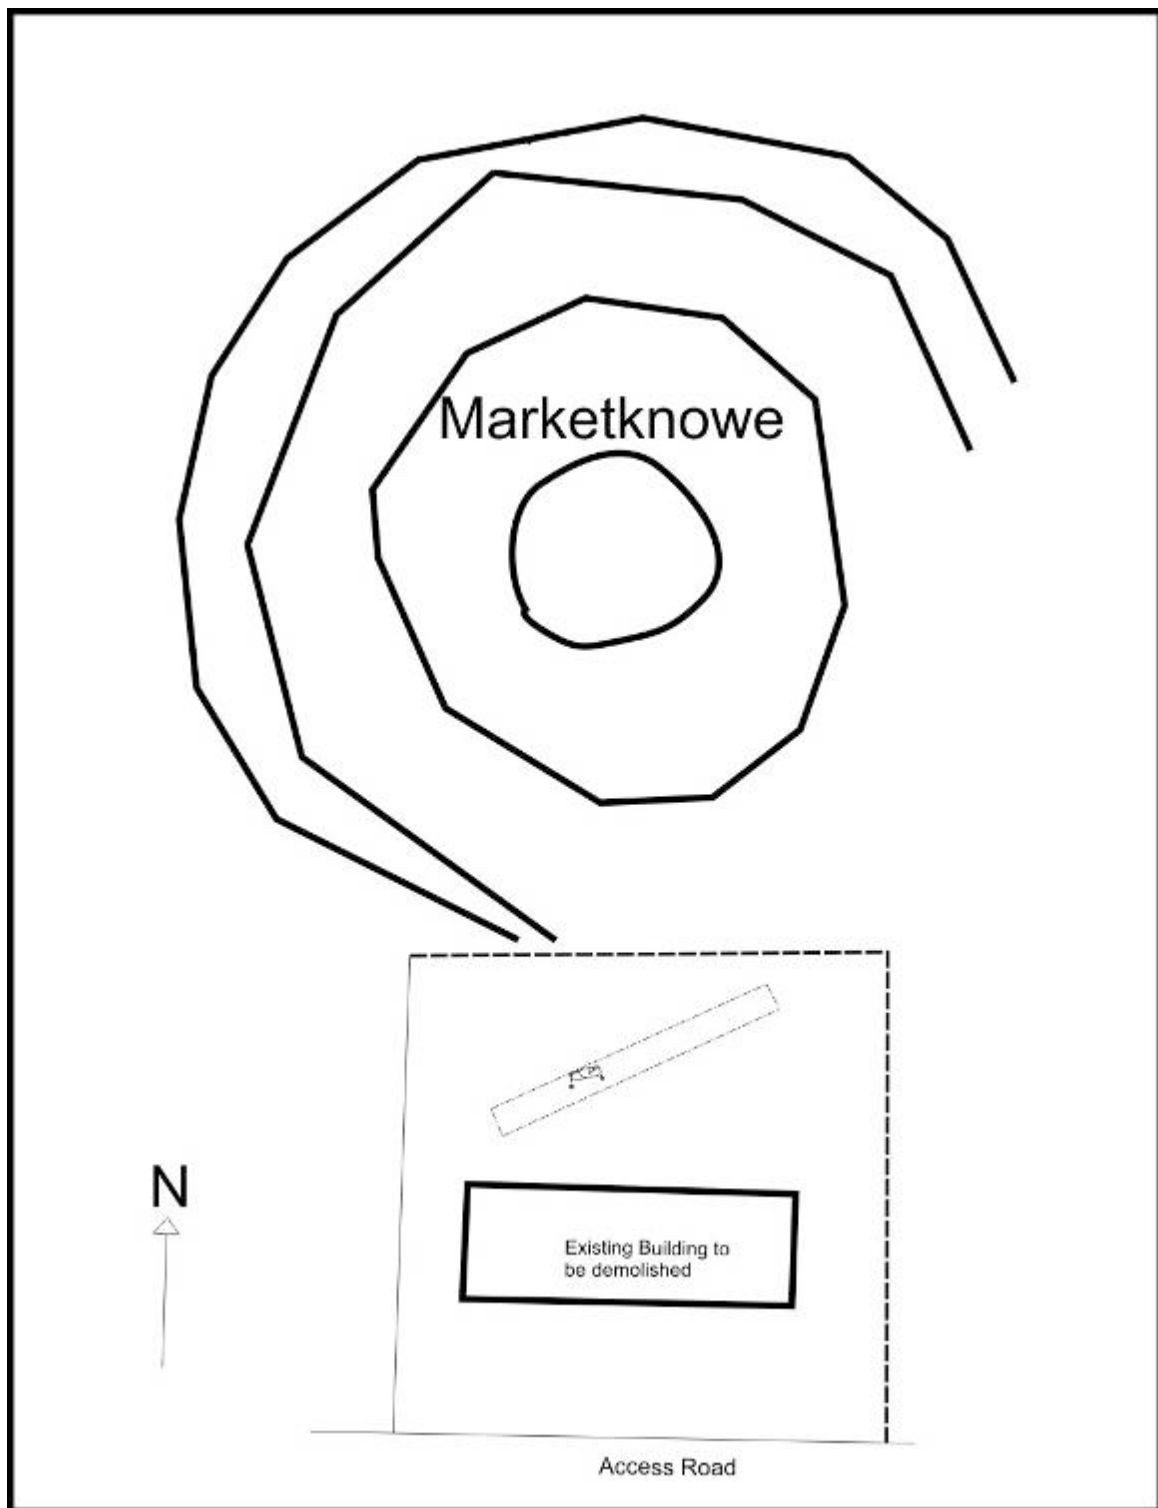 Marketknowe
N
Existing Building to
be demolished
Access Road